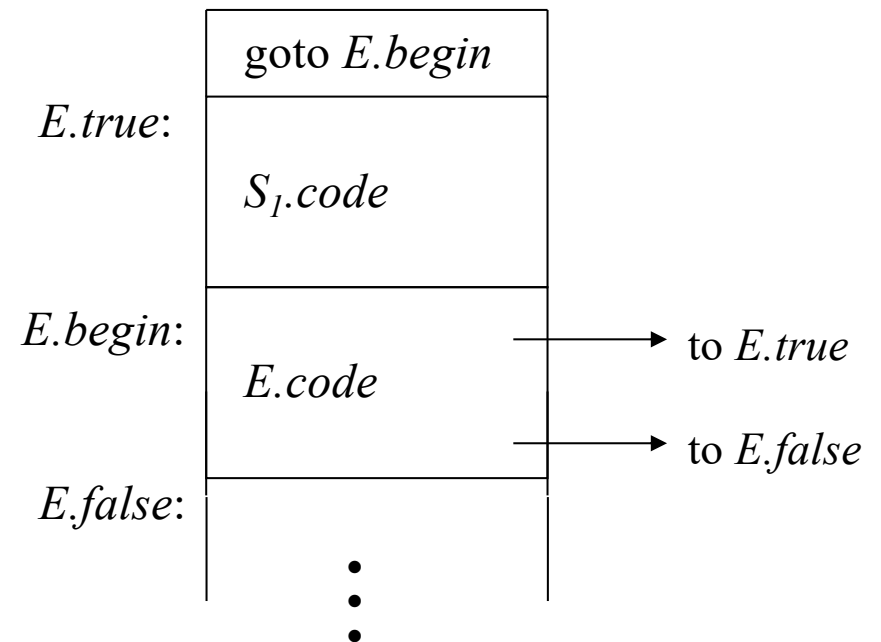 goto E.begin
E.true:
S₁.code
E.begin:
to E.true
E.code
to E.false
E.false: